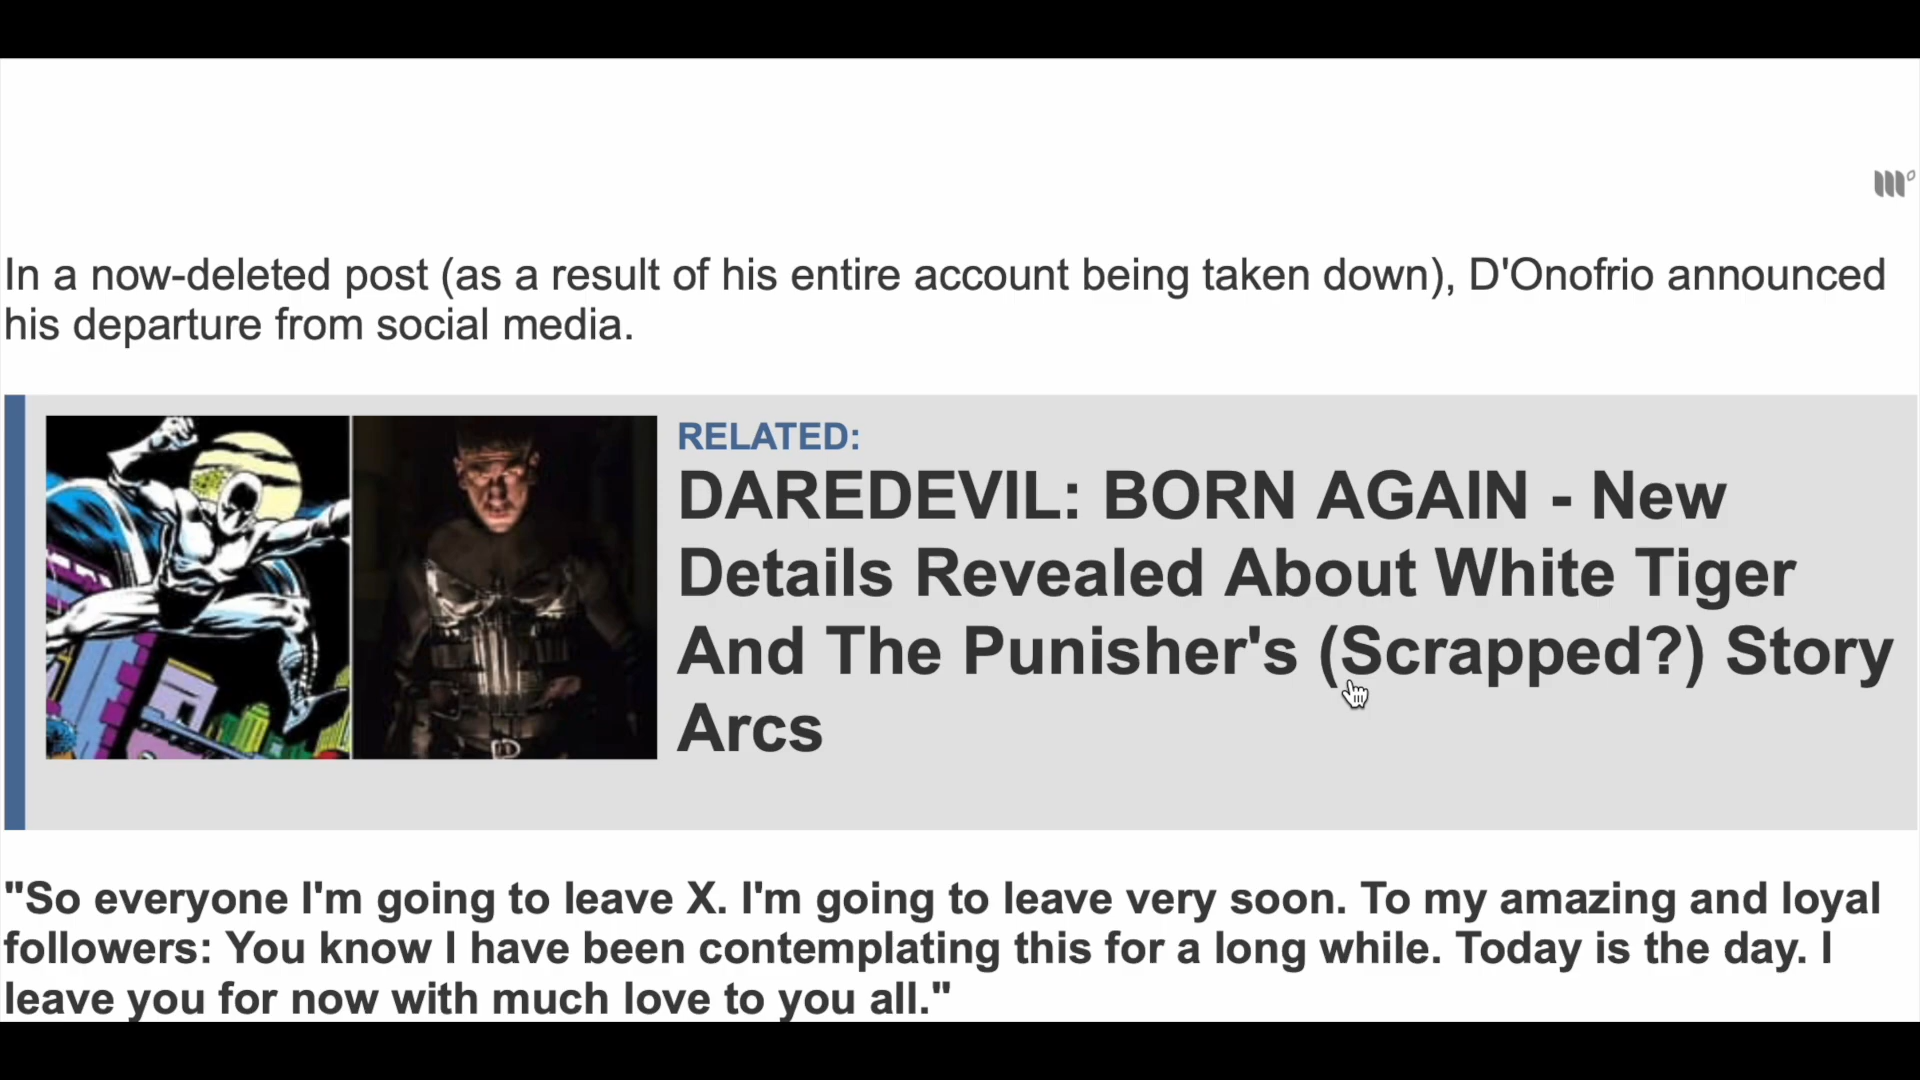 In a now-deleted post (as a result of his entire account being taken down), D'Onofrio announced
his departure from social media.
RELATED:
DAREDEVIL: BORN AGAIN - New
Details Revealed About White Tiger
And The Punisher's (Scrapped?) Story
Arcs
"So everyone I'm going to leave X. I'm going to leave very soon. To my amazing and loyal
followers: You know I have been contemplating this for a long while. Today is the day. I
leave you for now with much love to you all."